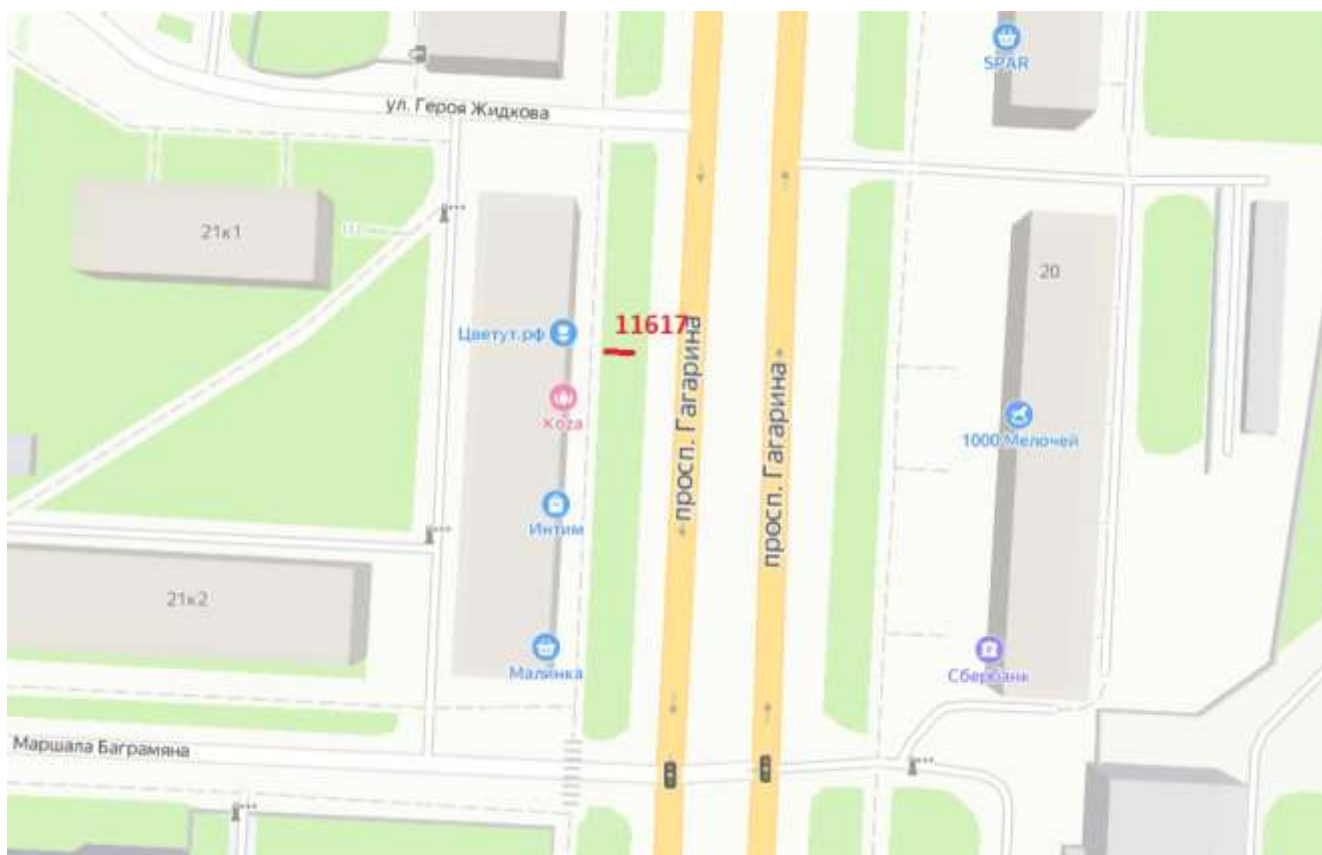 SPAR
ул. Героя Жидкова
21к1
20
11617
Цветут.рф
Koza
просп. Гагарина
просп. Гагарина
1000 Мелочей
Интим
21к2
Малинка
Сбербанк
Маршала Баграмяна